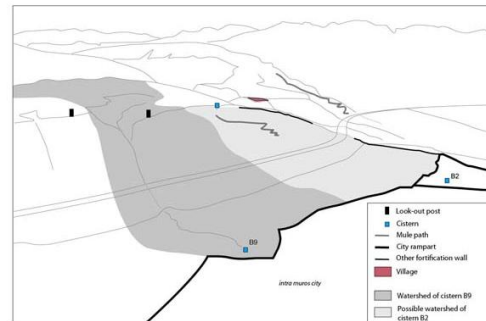 B2
B9
intra muros city
Look-out post
Cistern
Mule path
City rampart
Other fortification wall
Village
Watershed of cistern B9
Possible watershed of
cistern B2